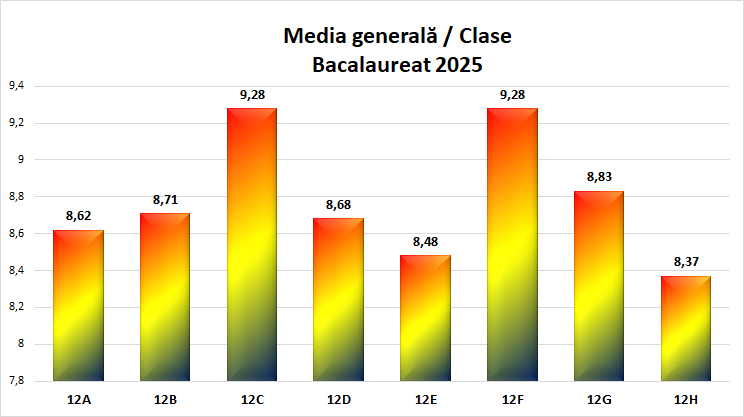 Media generală / Clase
Bacalaureat 2025
9,4
9,2
9
8,8
8,6
8,4
8,2
8
7,8
8,62
8,71
9,28
8,68
8,48
9,28
8,83
8,37
12A
12B
12C
12D
12E
12F
12G
12H